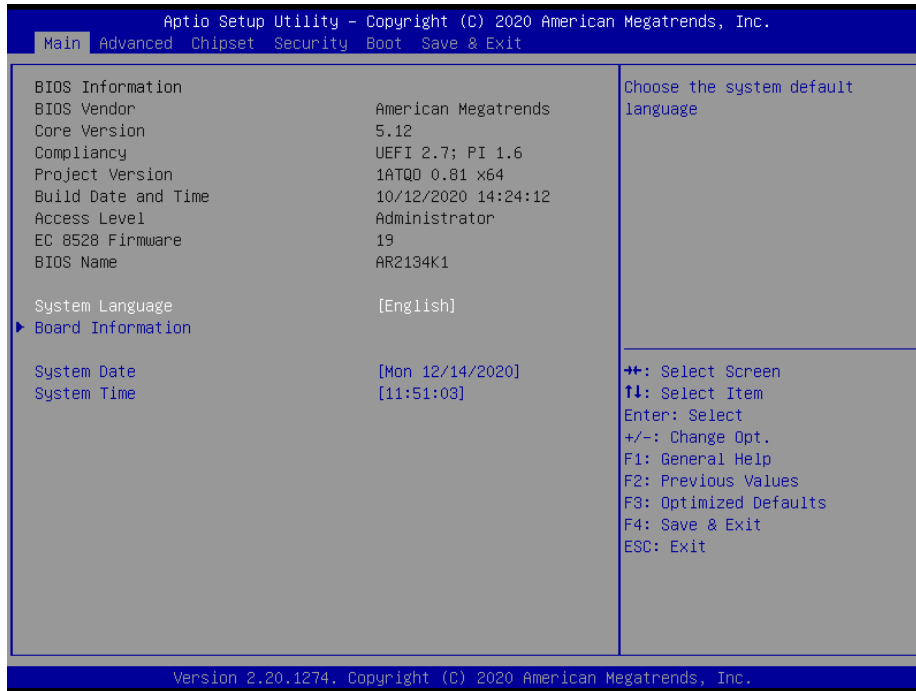 Aptio Setup Utility – Copyright (C) 2020 American Megatrends, Inc.
Main Advanced Chipset Security Boot Save & Exit
BIOS Information
BIOS Vendor American Megatrends
Core Version 5.12
Compliancy UEFI 2.7; PI 1.6
Project Version 1ATQO 0.81 x64
Build Date and Time 10/12/2020 14:24:12
Access Level Administrator
EC 8528 Firmware 19
BIOS Name AR2134K1
System Language [English]
Board Information
System Date [Mon 12/14/2020]
System Time [11:51:03]
Choose the system default
language
→←: Select Screen
↑↓: Select Item
Enter: Select
+/-: Change Opt.
F1: General Help
F2: Previous Values
F3: Optimized Defaults
F4: Save & Exit
ESC: Exit
Version 2.20.1274. Copyright (C) 2020 American Megatrends, Inc.